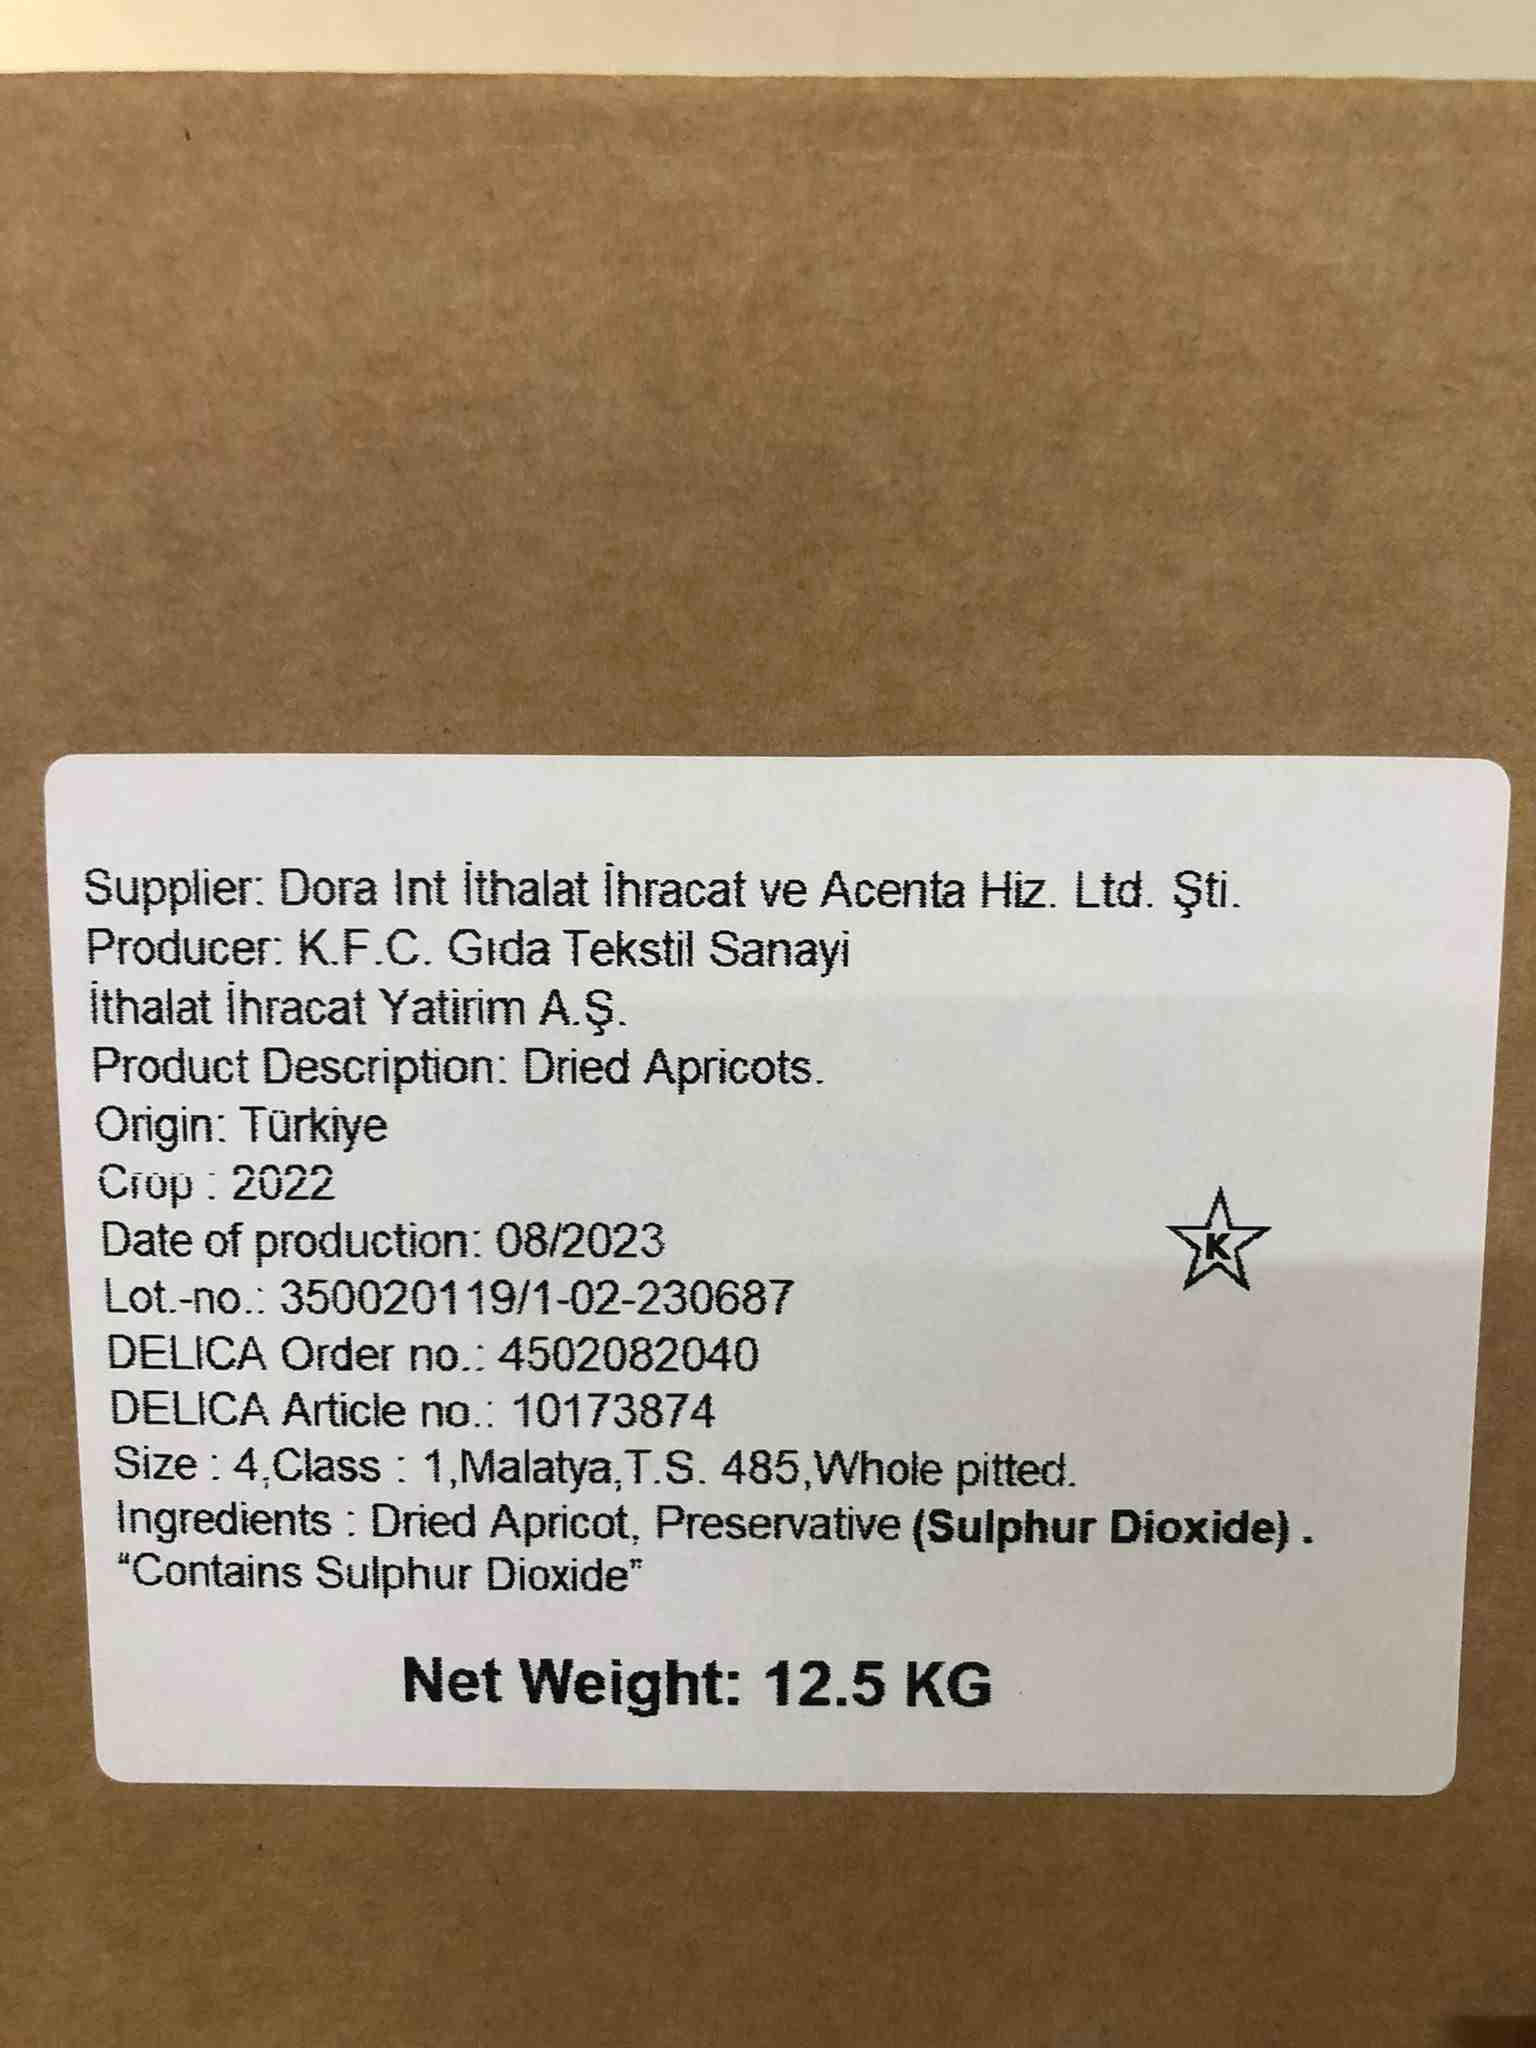 Supplier: Dora Int İthalat İhracat ve Acenta Hiz. Ltd. Şti.
Producer: K.F.C. Gıda Tekstil Sanayi
İthalat İhracat Yatirim A.Ş.
Product Description: Dried Apricots.
Origin: Türkiye
Crop : 2022
Date of production: 08/2023
K
Lot.-no.: 350020119/1-02-230687
DELICA Order no.: 4502082040
DELICA Article no.: 10173874
Size : 4,Class : 1,Malatya,T.S. 485,Whole pitted.
Ingredients : Dried Apricot, Preservative (Sulphur Dioxide) .
“Contains Sulphur Dioxide”
Net Weight: 12.5 KG